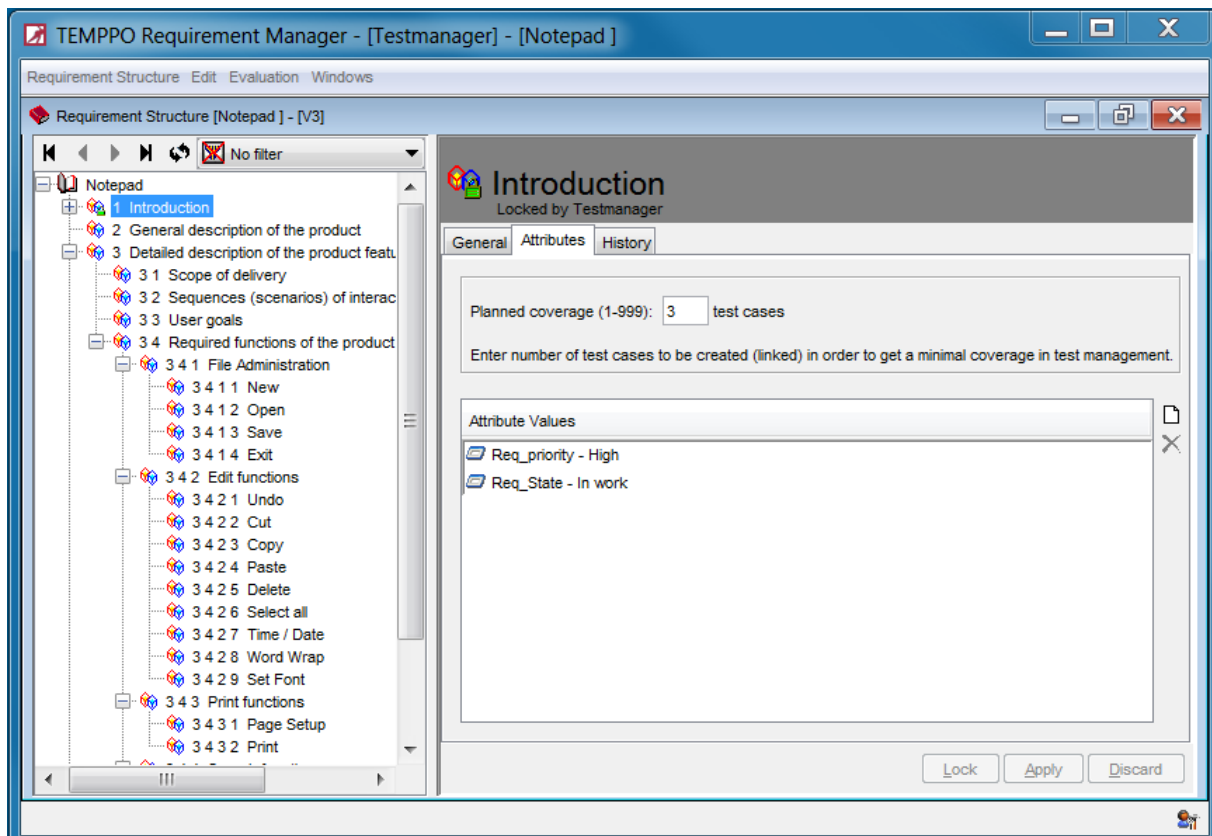 TEMPPO Requirement Manager - [Testmanager] - [Notepad ]
Requirement Structure Edit Evaluation Windows
Requirement Structure [Notepad ] - [V3]
No filter
Notepad
1 Introduction
2 General description of the product
3 Detailed description of the product featu
3 1 Scope of delivery
3 2 Sequences (scenarios) of interac
3 3 User goals
3 4 Required functions of the product
3 4 1 File Administration
3 4 1 1 New
3 4 1 2 Open
3 4 1 3 Save
3 4 1 4 Exit
3 4 2 Edit functions
3 4 2 1 Undo
3 4 2 2 Cut
3 4 2 3 Copy
3 4 2 4 Paste
3 4 2 5 Delete
3 4 2 6 Select all
3 4 2 7 Time / Date
3 4 2 8 Word Wrap
3 4 2 9 Set Font
3 4 3 Print functions
3 4 3 1 Page Setup
3 4 3 2 Print
Introduction
Locked by Testmanager
General Attributes History
Planned coverage (1-999): 3 test cases
Enter number of test cases to be created (linked) in order to get a minimal coverage in test management.
Attribute Values
Req_priority - High
Req_State - In work
Lock Apply Discard